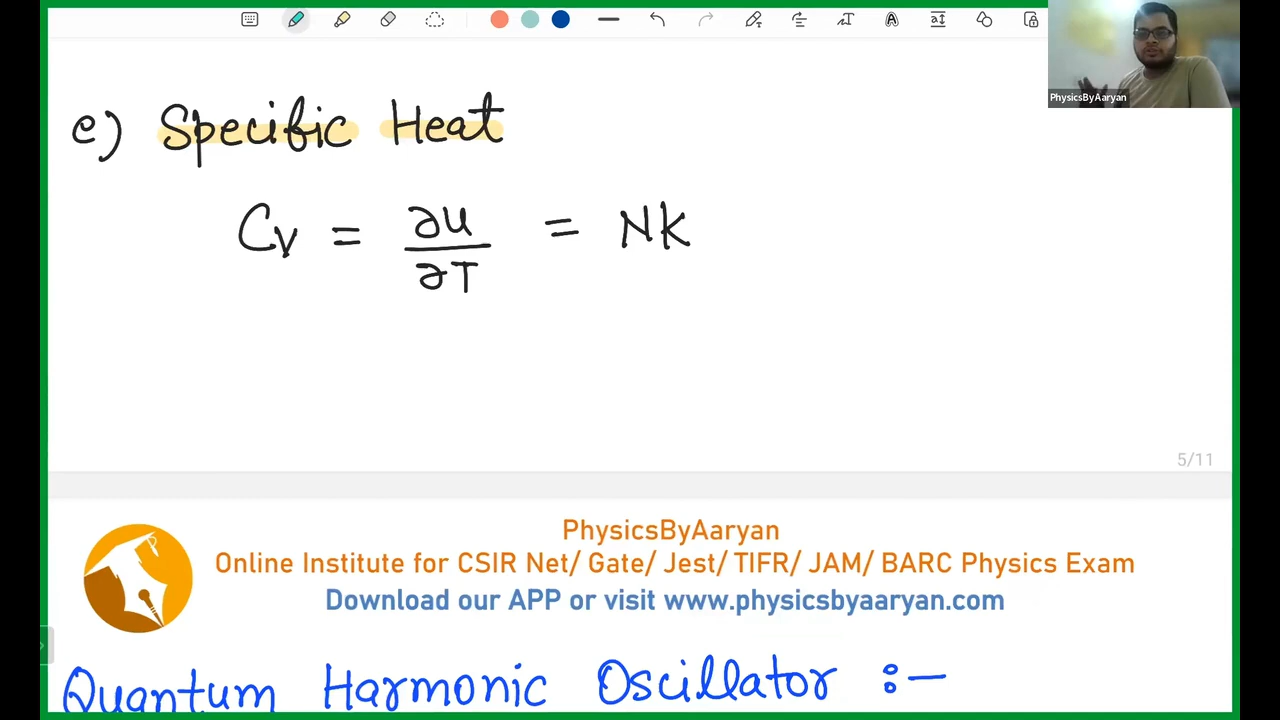 PhysicsByAaryan
e) Specific Heat
Cv = ∂U/∂T = NK
5/11
PhysicsByAaryan
Online Institute for CSIR Net/ Gate/ Jest/ TIFR/ JAM/ BARC Physics Exam
Download our APP or visit www.physicsbyaaryan.com
Quantum Harmonic Oscillator :-